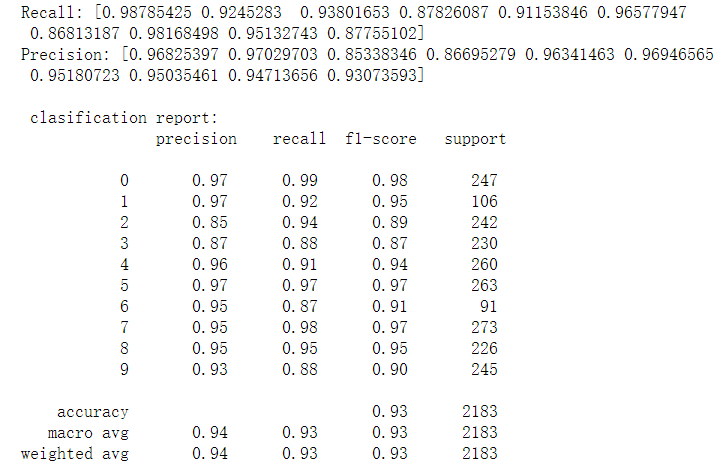 Recall: [0.98785425 0.9245283  0.93801653 0.87826087 0.91153846 0.96577947
 0.86813187 0.98168498 0.95132743 0.87755102]
Precision: [0.96825397 0.97029703 0.85338346 0.86695279 0.96341463 0.96946565
 0.95180723 0.95035461 0.94713656 0.93073593]
clasification report:
precision recall f1-score support
0 0.97 0.99 0.98 247
1 0.97 0.92 0.95 106
2 0.85 0.94 0.89 242
3 0.87 0.88 0.87 230
4 0.96 0.91 0.94 260
5 0.97 0.97 0.97 263
6 0.95 0.87 0.91 91
7 0.95 0.98 0.97 273
8 0.95 0.95 0.95 226
9 0.93 0.88 0.90 245
accuracy 0.93 2183
macro avg 0.94 0.93 0.93 2183
weighted avg 0.94 0.93 0.93 2183